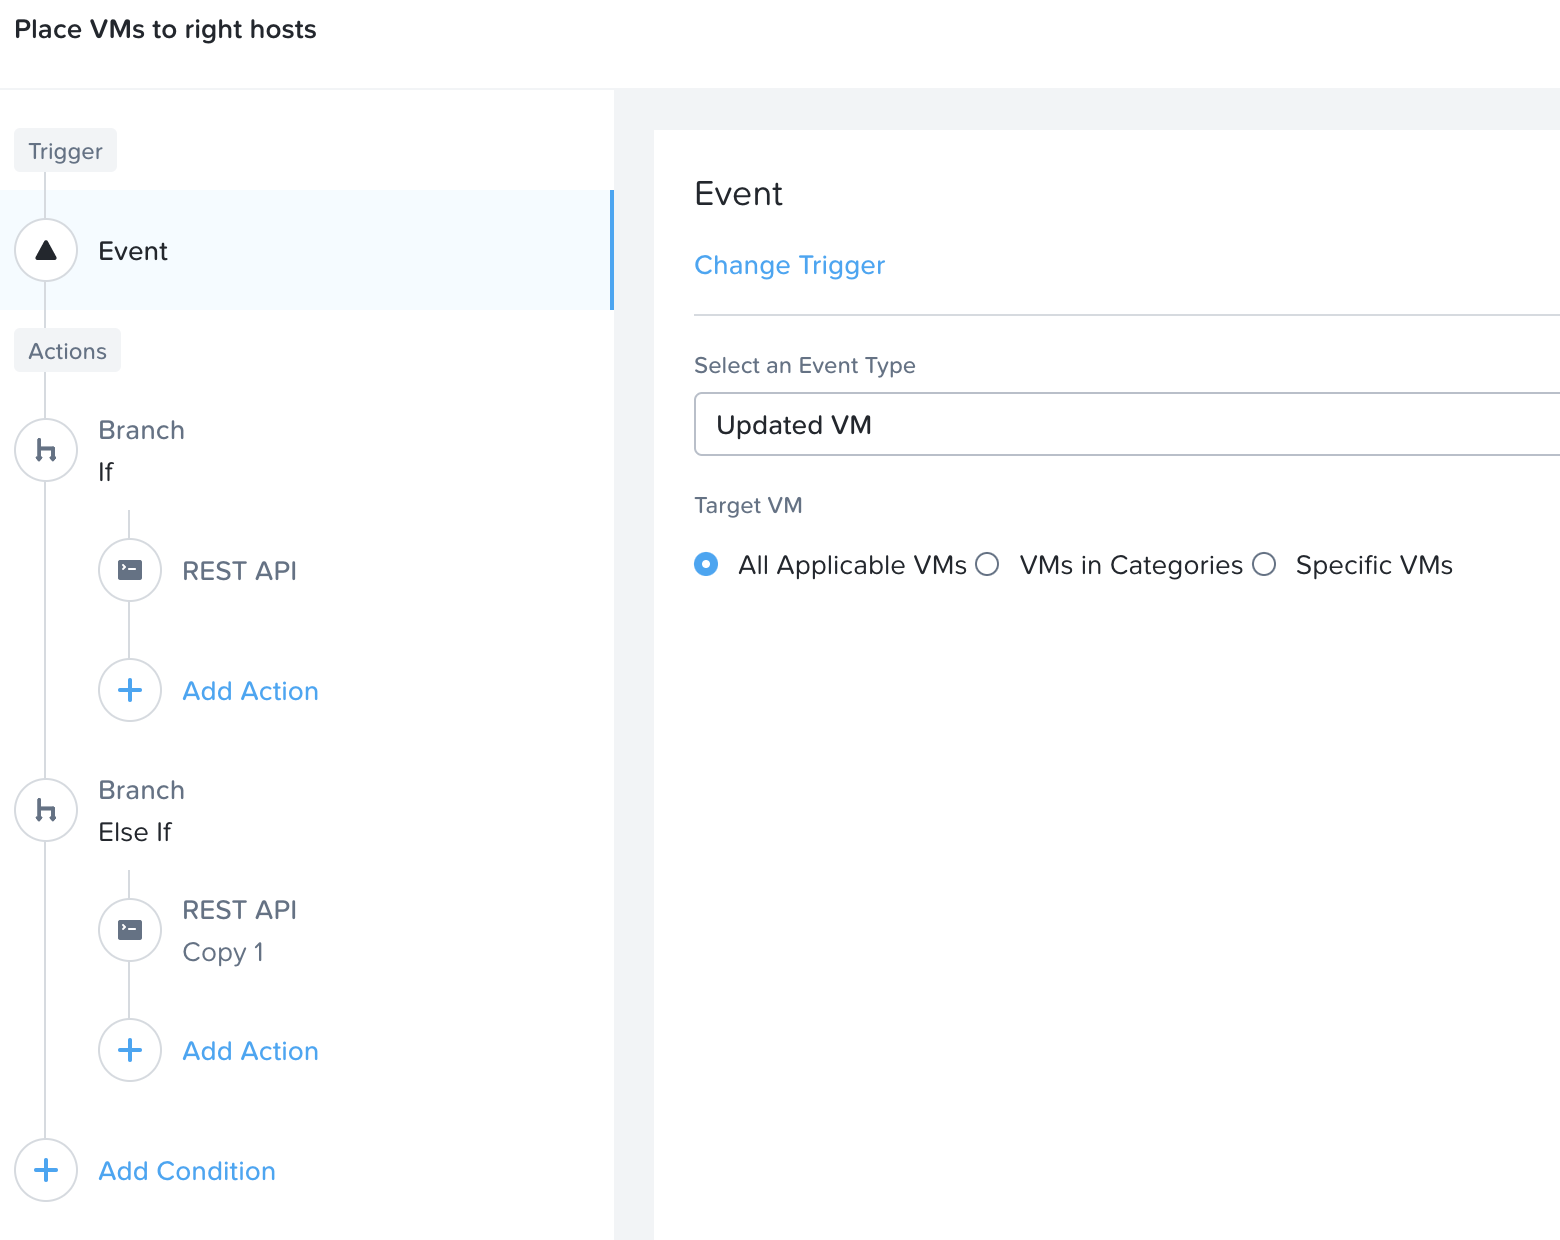 Place VMs to right hosts
Trigger
Event
Actions
Branch
If
REST API
Add Action
Branch
Else If
REST API
Copy 1
Add Action
Add Condition
Event
Change Trigger
Select an Event Type
Updated VM
Target VM
All Applicable VMs VMs in Categories Specific VMs